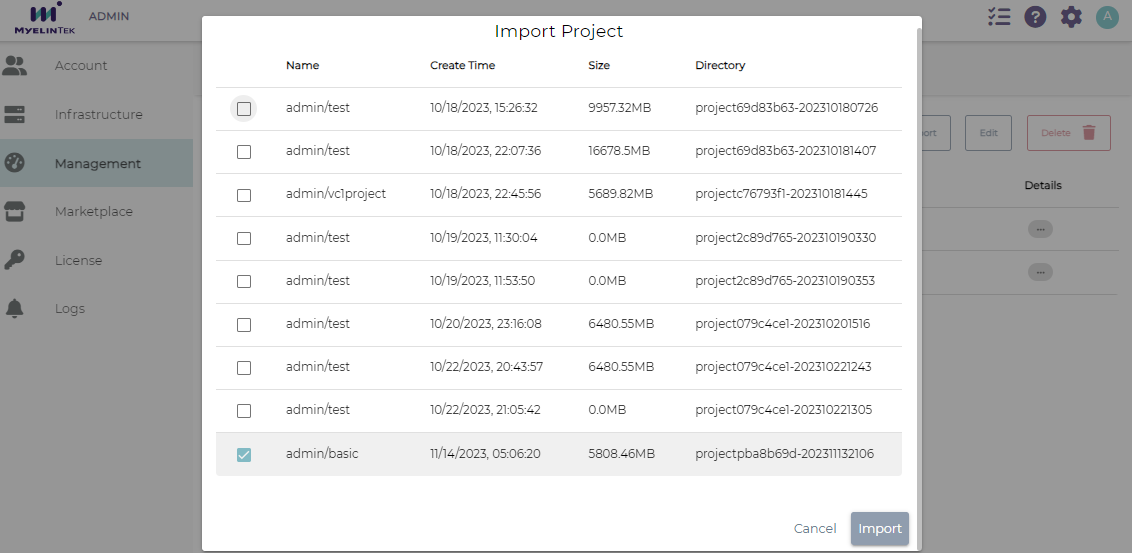 MYELINTEK
ADMIN
A
Account
Infrastructure
Management
Marketplace
License
Logs
Import Project
Name Create Time Size Directory
admin/test 10/18/2023, 15:26:32 9957.32MB project69d83b63-202310180726
admin/test 10/18/2023, 22:07:36 16678.5MB project69d83b63-202310181407
admin/vc1project 10/18/2023, 22:45:56 5689.82MB projectc76793f1-202310181445
admin/test 10/19/2023, 11:30:04 0.0MB project2c89d765-202310190330
admin/test 10/19/2023, 11:53:50 0.0MB project2c89d765-202310190353
admin/test 10/20/2023, 23:16:08 6480.55MB project079c4ce1-202310201516
admin/test 10/22/2023, 20:43:57 6480.55MB project079c4ce1-202310221243
admin/test 10/22/2023, 21:05:42 0.0MB project079c4ce1-202310221305
admin/basic 11/14/2023, 05:06:20 5808.46MB projectpba8b69d-202311132106
Cancel Import
Edit Delete
Details